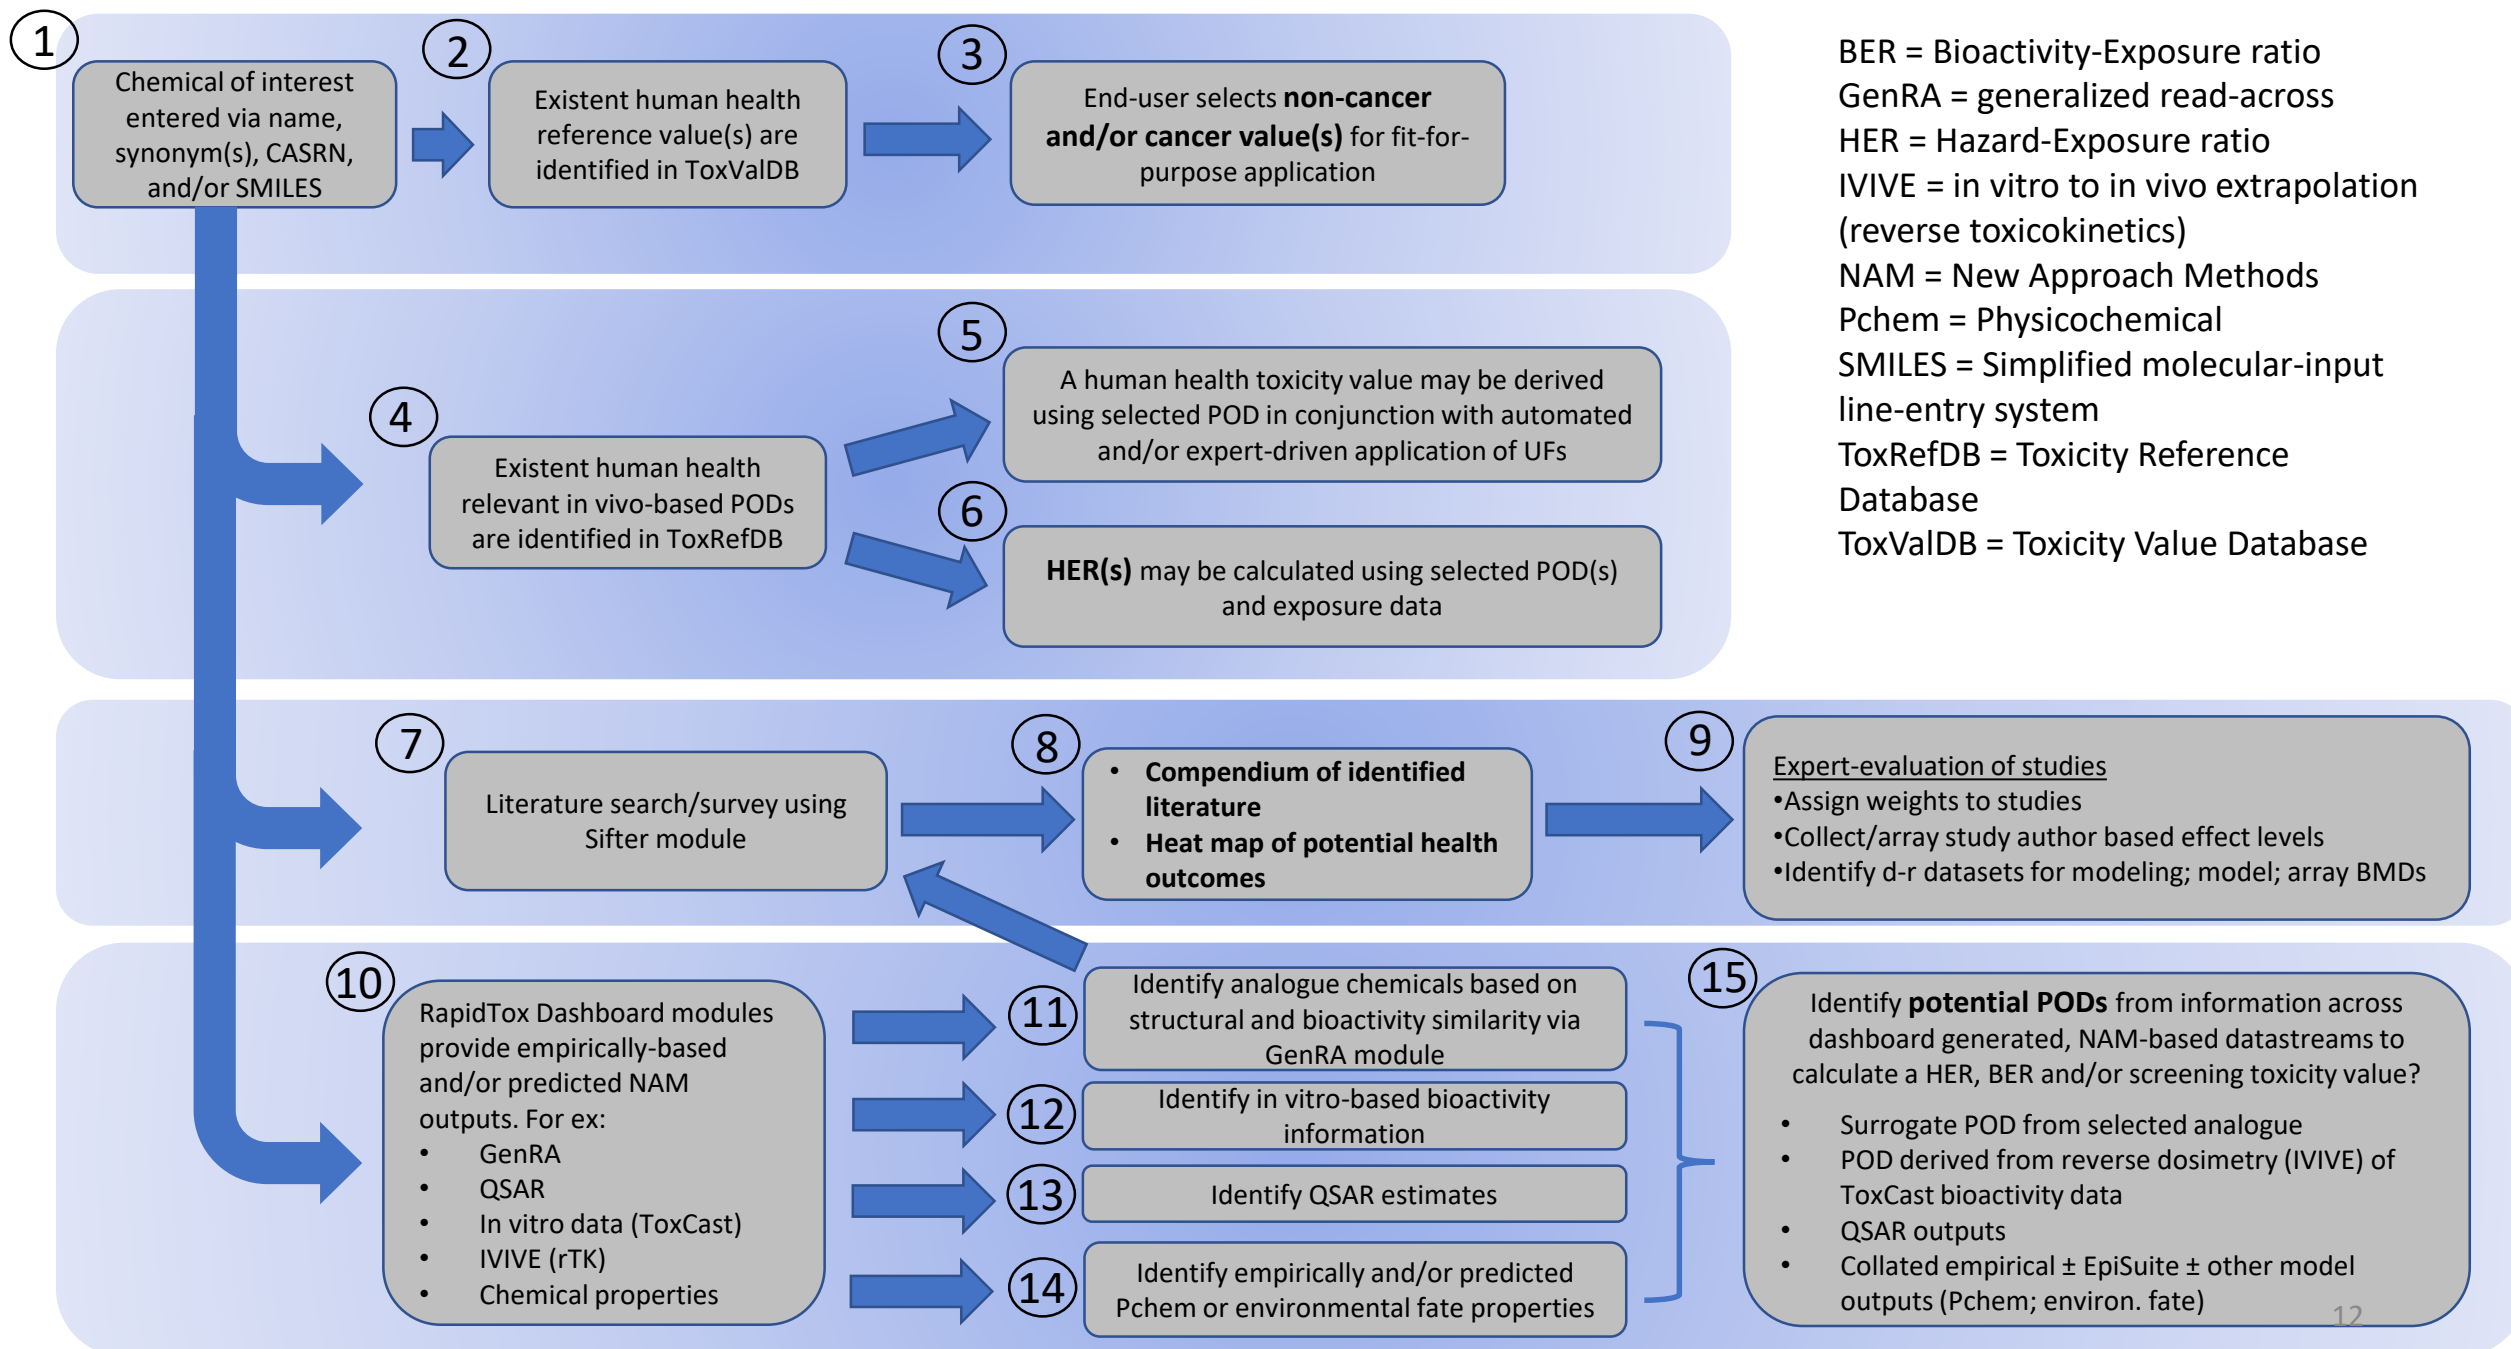 1
Chemical of interest
entered via name,
synonym(s), CASRN,
and/or SMILES
2
Existent human health
reference value(s) are
identified in ToxValDB
3
End-user selects non-cancer
and/or cancer value(s) for fit-for-
purpose application
BER = Bioactivity-Exposure ratio
GenRA = generalized read-across
HER = Hazard-Exposure ratio
IVIVE = in vitro to in vivo extrapolation
(reverse toxicokinetics)
NAM = New Approach Methods
Pchem = Physicochemical
SMILES = Simplified molecular-input
line-entry system
ToxRefDB = Toxicity Reference
Database
ToxValDB = Toxicity Value Database
4
Existent human health
relevant in vivo-based PODs
are identified in ToxRefDB
5
A human health toxicity value may be derived
using selected POD in conjunction with automated
and/or expert-driven application of UFs
6
HER(s) may be calculated using selected POD(s)
and exposure data
7
Literature search/survey using
Sifter module
8
• Compendium of identified
literature
• Heat map of potential health
outcomes
9
Expert-evaluation of studies
•Assign weights to studies
•Collect/array study author based effect levels
•Identify d-r datasets for modeling; model; array BMDs
10
RapidTox Dashboard modules
provide empirically-based
and/or predicted NAM
outputs. For ex:
• GenRA
• QSAR
• In vitro data (ToxCast)
• IVIVE (rTK)
• Chemical properties
11
Identify analogue chemicals based on
structural and bioactivity similarity via
GenRA module
12
Identify in vitro-based bioactivity
information
13
Identify QSAR estimates
14
Identify empirically and/or predicted
Pchem or environmental fate properties
15
Identify potential PODs from information across
dashboard generated, NAM-based datastreams to
calculate a HER, BER and/or screening toxicity value?
• Surrogate POD from selected analogue
• POD derived from reverse dosimetry (IVIVE) of
ToxCast bioactivity data
• QSAR outputs
• Collated empirical ± EpiSuite ± other model
outputs (Pchem; environ. fate)
12